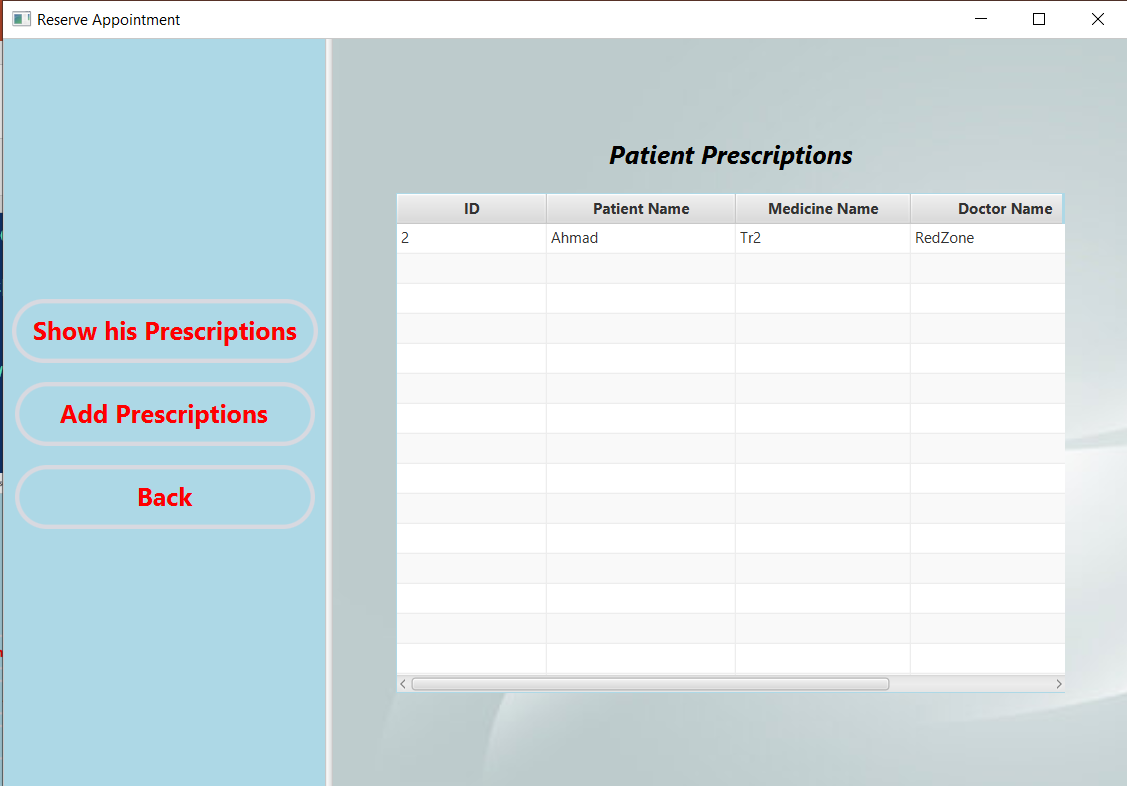 Reserve Appointment
Patient Prescriptions
ID Patient Name Medicine Name Doctor Name
2 Ahmad Tr2 RedZone
Show his Prescriptions
Add Prescriptions
Back